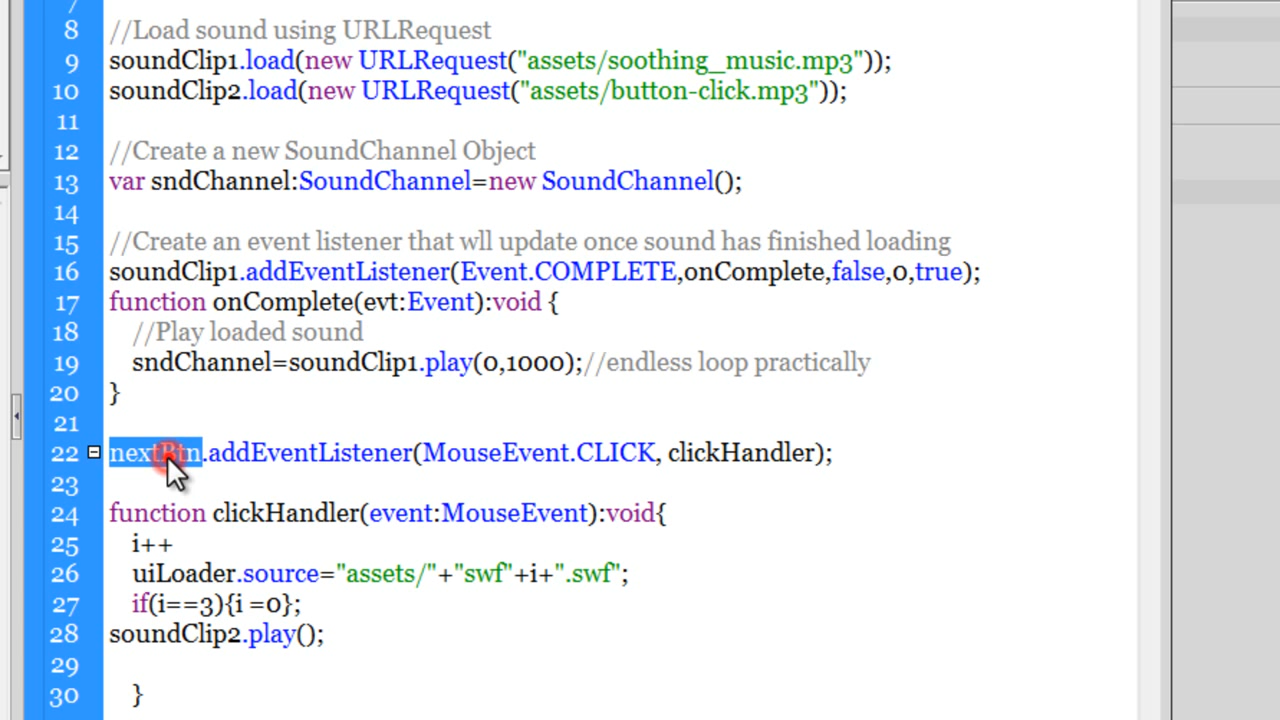 8 //Load sound using URLRequest
9 soundClip1.load(new URLRequest("assets/soothing_music.mp3"));
10 soundClip2.load(new URLRequest("assets/button-click.mp3"));
11
12 //Create a new SoundChannel Object
13 var sndChannel:SoundChannel=new SoundChannel();
14
15 //Create an event listener that wll update once sound has finished loading
16 soundClip1.addEventListener(Event.COMPLETE,onComplete,false,0,true);
17 function onComplete(evt:Event):void {
18 //Play loaded sound
19 sndChannel=soundClip1.play(0,1000);//endless loop practically
20 }
21
22 nextBtn.addEventListener(MouseEvent.CLICK, clickHandler);
23
24 function clickHandler(event:MouseEvent):void{
25 i++
26 uiLoader.source="assets/"+"swf"+i+".swf";
27 if(i==3){i =0};
28 soundClip2.play();
29
30 }